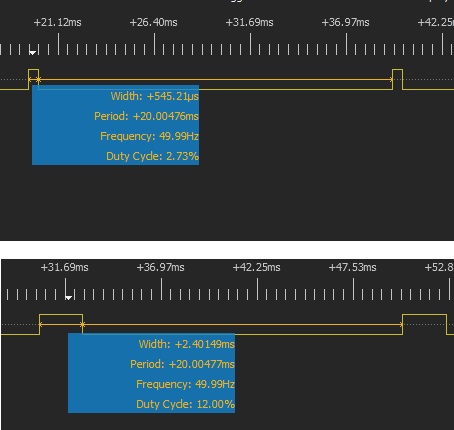 +21.12ms +26.40ms +31.69ms +36.97ms +42.25m
Width: +545.21µs
Period: +20.00476ms
Frequency: 49.99Hz
Duty Cycle: 2.73%
+31.69ms +36.97ms +42.25ms +47.53ms +52.8
Width: +2.40149ms
Period: +20.00477ms
Frequency: 49.99Hz
Duty Cycle: 12.00%